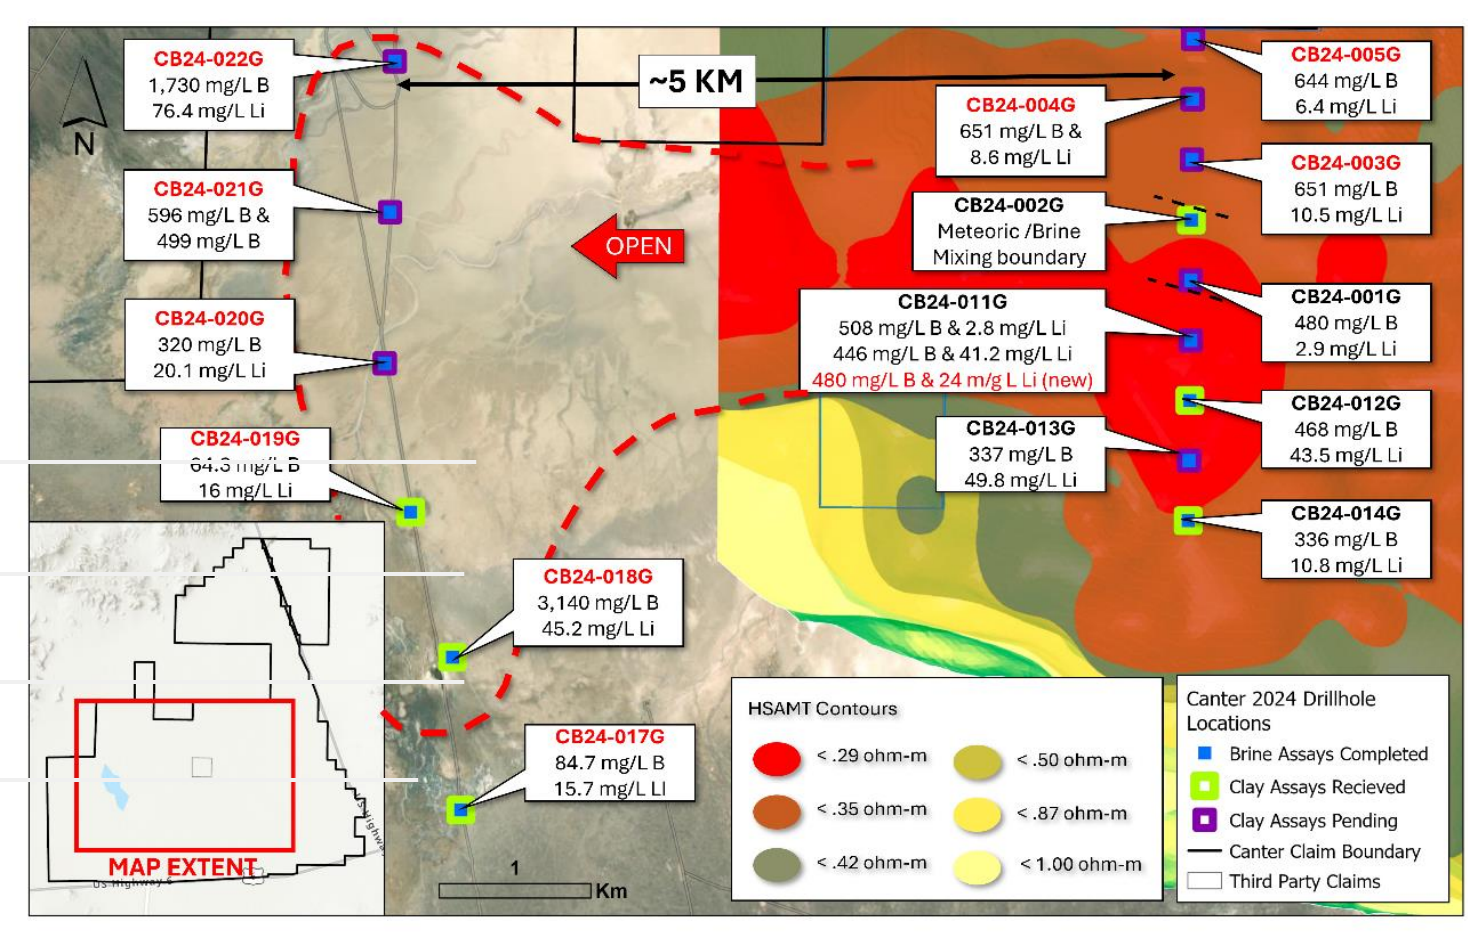 CB24-022G
1,730 mg/L B
76.4 mg/L Li
N
CB24-021G
596 mg/L B &
499 mg/L B
CB24-020G
320 mg/L B
20.1 mg/L Li
CB24-019G
64.3 mg/L B
16 mg/L Li
CB24-018G
3,140 mg/L B
45.2 mg/L Li
CB24-017G
84.7 mg/L B
15.7 mg/L LI
~5 KM
OPEN
CB24-005G
644 mg/L B
6.4 mg/L Li
CB24-004G
651 mg/L B &
8.6 mg/L Li
CB24-003G
651 mg/L B
10.5 mg/L Li
CB24-002G
Meteoric /Brine
Mixing boundary
CB24-001G
480 mg/L B
2.9 mg/L Li
CB24-011G
508 mg/L B & 2.8 mg/L Li
446 mg/L B & 41.2 mg/L Li
480 mg/L B & 24 m/g L Li (new)
CB24-012G
468 mg/L B
43.5 mg/L Li
CB24-013G
337 mg/L B
49.8 mg/L Li
CB24-014G
336 mg/L B
10.8 mg/L Li
MAP EXTENT
US Highway 6
US Highway
1
Km
HSAMT Contours
< .29 ohm-m
< .35 ohm-m
< .42 ohm-m
< .50 ohm-m
< .87 ohm-m
< 1.00 ohm-m
Canter 2024 Drillhole
Locations
Brine Assays Completed
Clay Assays Recieved
Clay Assays Pending
Canter Claim Boundary
Third Party Claims